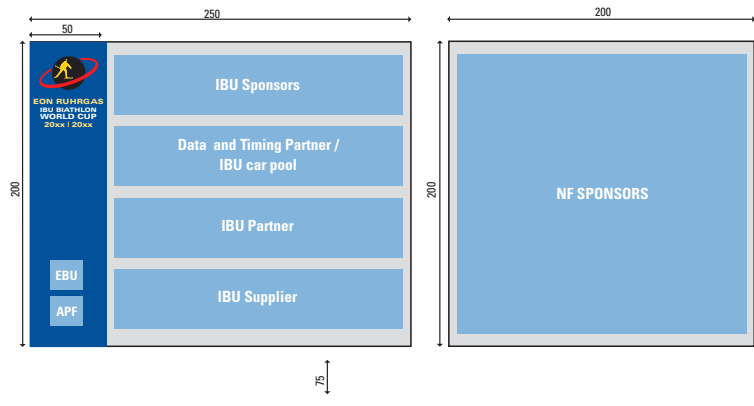 250
200
50
200
200
EON RUHRGAS
IBU BIATHLON
WORLD CUP
20xx | 20xx
IBU Sponsors
Data and Timing Partner /
IBU car pool
IBU Partner
IBU Supplier
EBU
APF
NF SPONSORS
75